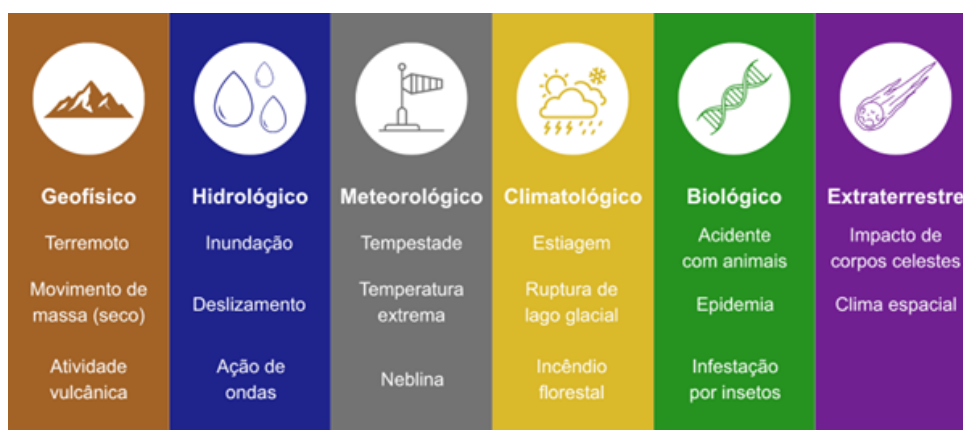 Geofísico
Terremoto
Movimento de
massa (seco)
Atividade
vulcânica
Hidrológico
Inundação
Deslizamento
Ação de
ondas
Meteorológico
Tempestade
Temperatura
extrema
Neblina
Climatológico
Estiagem
Ruptura de
lago glacial
Incêndio
florestal
Biológico
Acidente
com animais
Epidemia
Infestação
por insetos
Extraterrestre
Impacto de
corpos celestes
Clima espacial